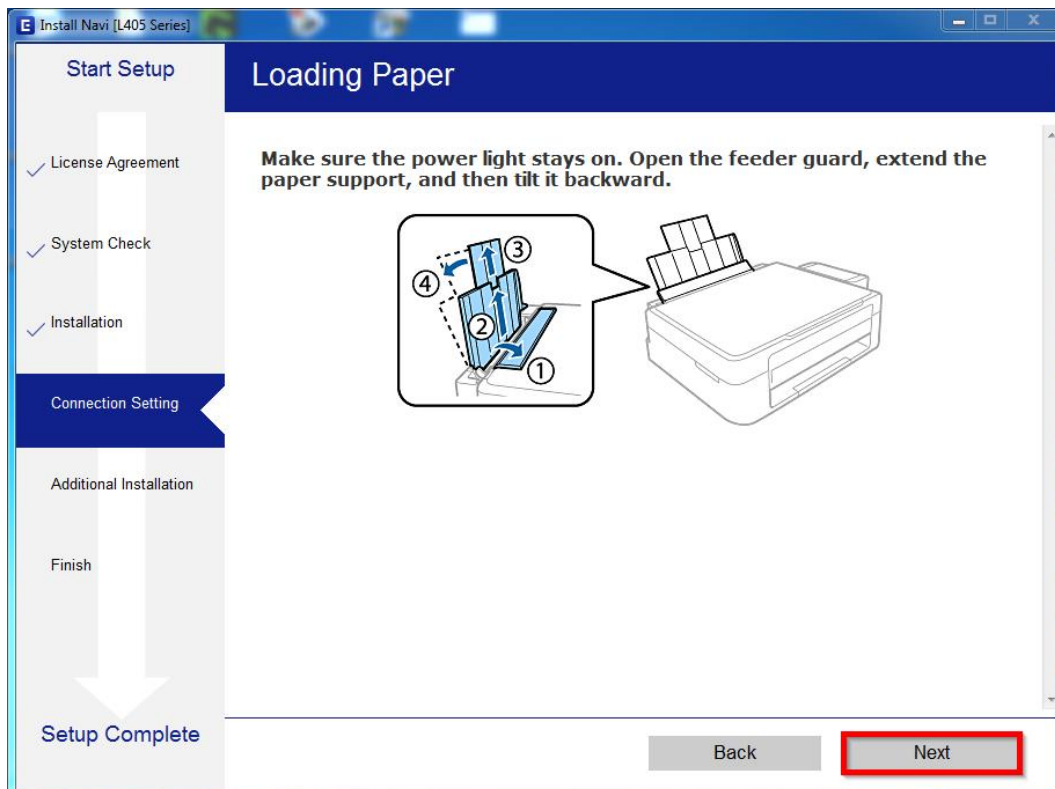 E Install Navi [L405 Series]
X
Start Setup
License Agreement
System Check
Installation
Connection Setting
Additional Installation
Finish
Setup Complete
Loading Paper
Make sure the power light stays on. Open the feeder guard, extend the
paper support, and then tilt it backward.
③
④
②
①
Back
Next